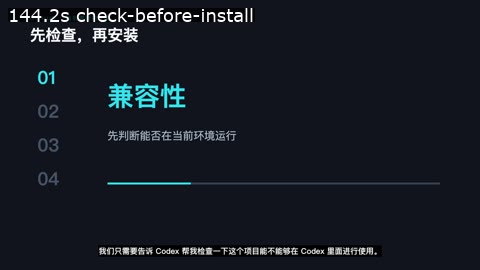 144.2s check-before-install
先检查，再安装
01
兼容性
02
先判断能否在当前环境运行
03
04
我们只需要告诉 Codex 帮我检查一下这个项目能不能够在 Codex 里面进行使用。